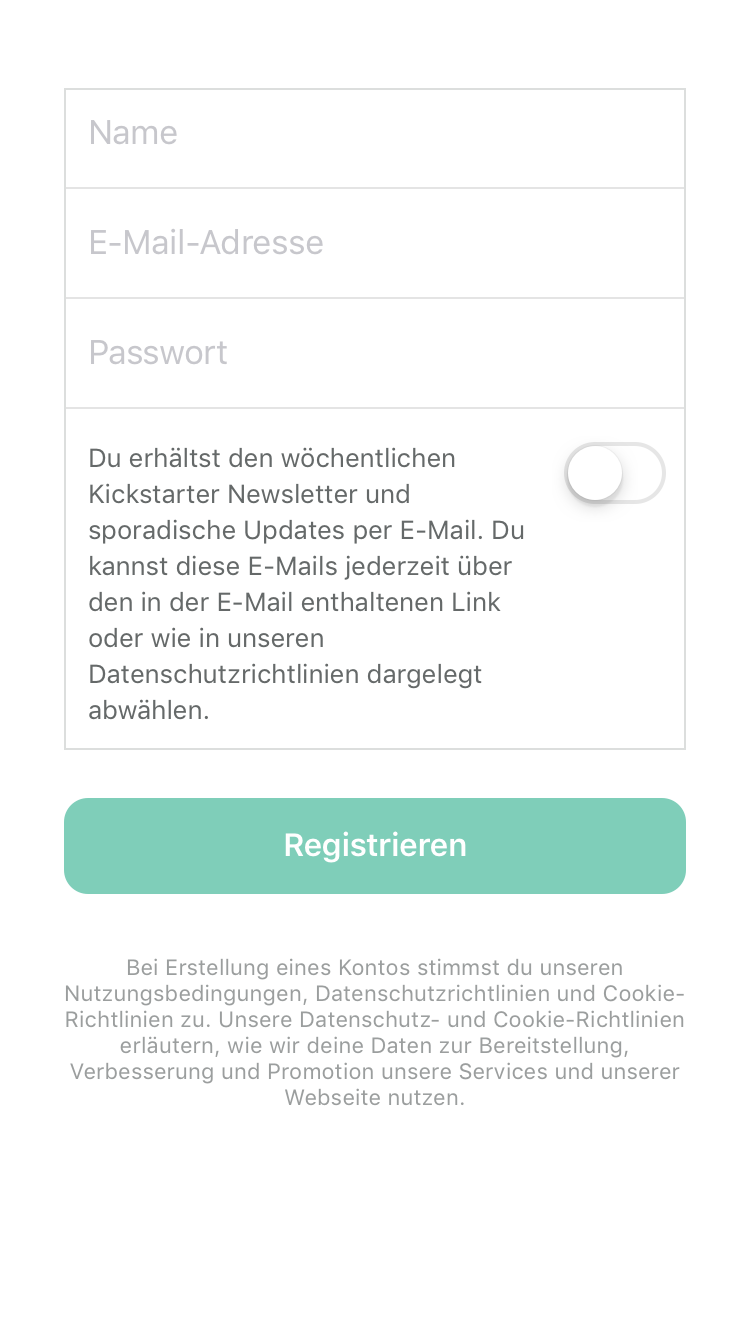 Name
E-Mail-Adresse
Passwort
Du erhältst den wöchentlichen
Kickstarter Newsletter und
sporadische Updates per E-Mail. Du
kannst diese E-Mails jederzeit über
den in der E-Mail enthaltenen Link
oder wie in unseren
Datenschutzrichtlinien dargelegt
abwählen.
Registrieren
Bei Erstellung eines Kontos stimmst du unseren
Nutzungsbedingungen, Datenschutzrichtlinien und Cookie-
Richtlinien zu. Unsere Datenschutz- und Cookie-Richtlinien
erläutern, wie wir deine Daten zur Bereitstellung,
Verbesserung und Promotion unsere Services und unserer
Webseite nutzen.